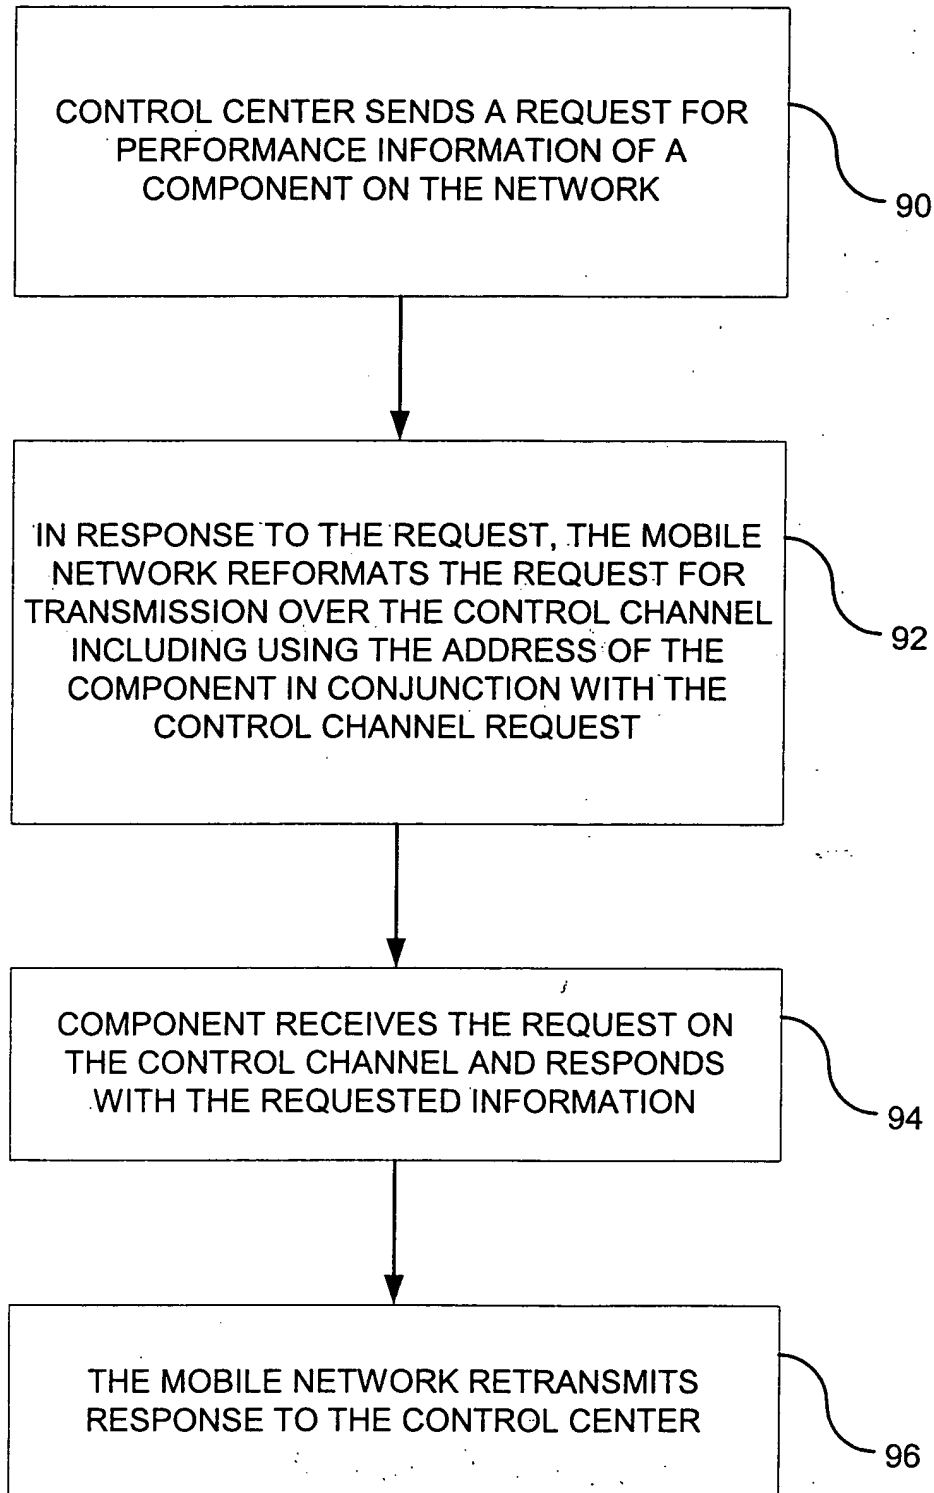 CONTROL CENTER SENDS A REQUEST FOR
PERFORMANCE INFORMATION OF A
COMPONENT ON THE NETWORK
90
IN RESPONSE TO THE REQUEST, THE MOBILE
NETWORK REFORMATS THE REQUEST FOR
TRANSMISSION OVER THE CONTROL CHANNEL
INCLUDING USING THE ADDRESS OF THE
COMPONENT IN CONJUNCTION WITH THE
CONTROL CHANNEL REQUEST
92
COMPONENT RECEIVES THE REQUEST ON
THE CONTROL CHANNEL AND RESPONDS
WITH THE REQUESTED INFORMATION
94
THE MOBILE NETWORK RETRANSMITS
RESPONSE TO THE CONTROL CENTER
96